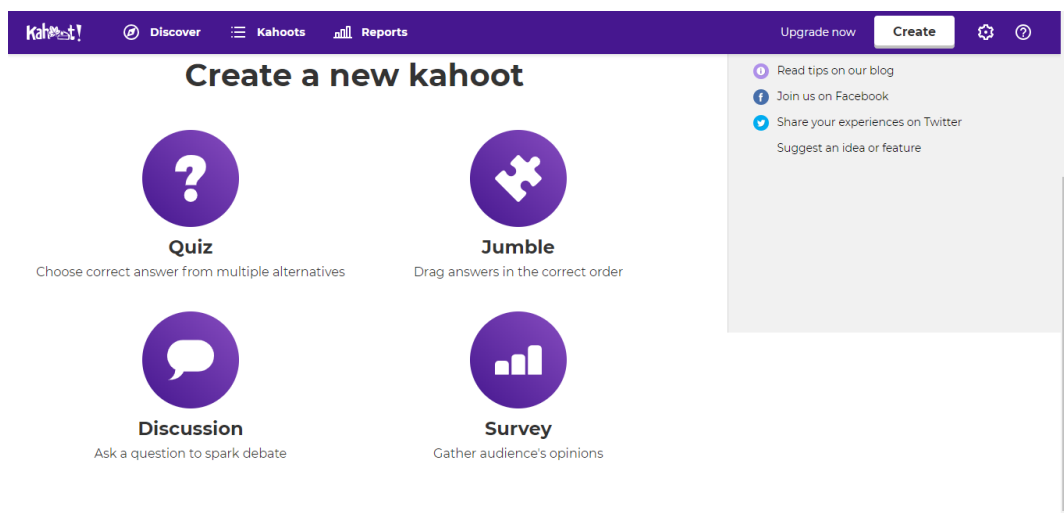 Kahoot! Discover Kahoots Reports Upgrade now Create
Create a new kahoot
Quiz
Choose correct answer from multiple alternatives
Jumble
Drag answers in the correct order
Discussion
Ask a question to spark debate
Survey
Gather audience's opinions
Read tips on our blog
Join us on Facebook
Share your experiences on Twitter
Suggest an idea or feature